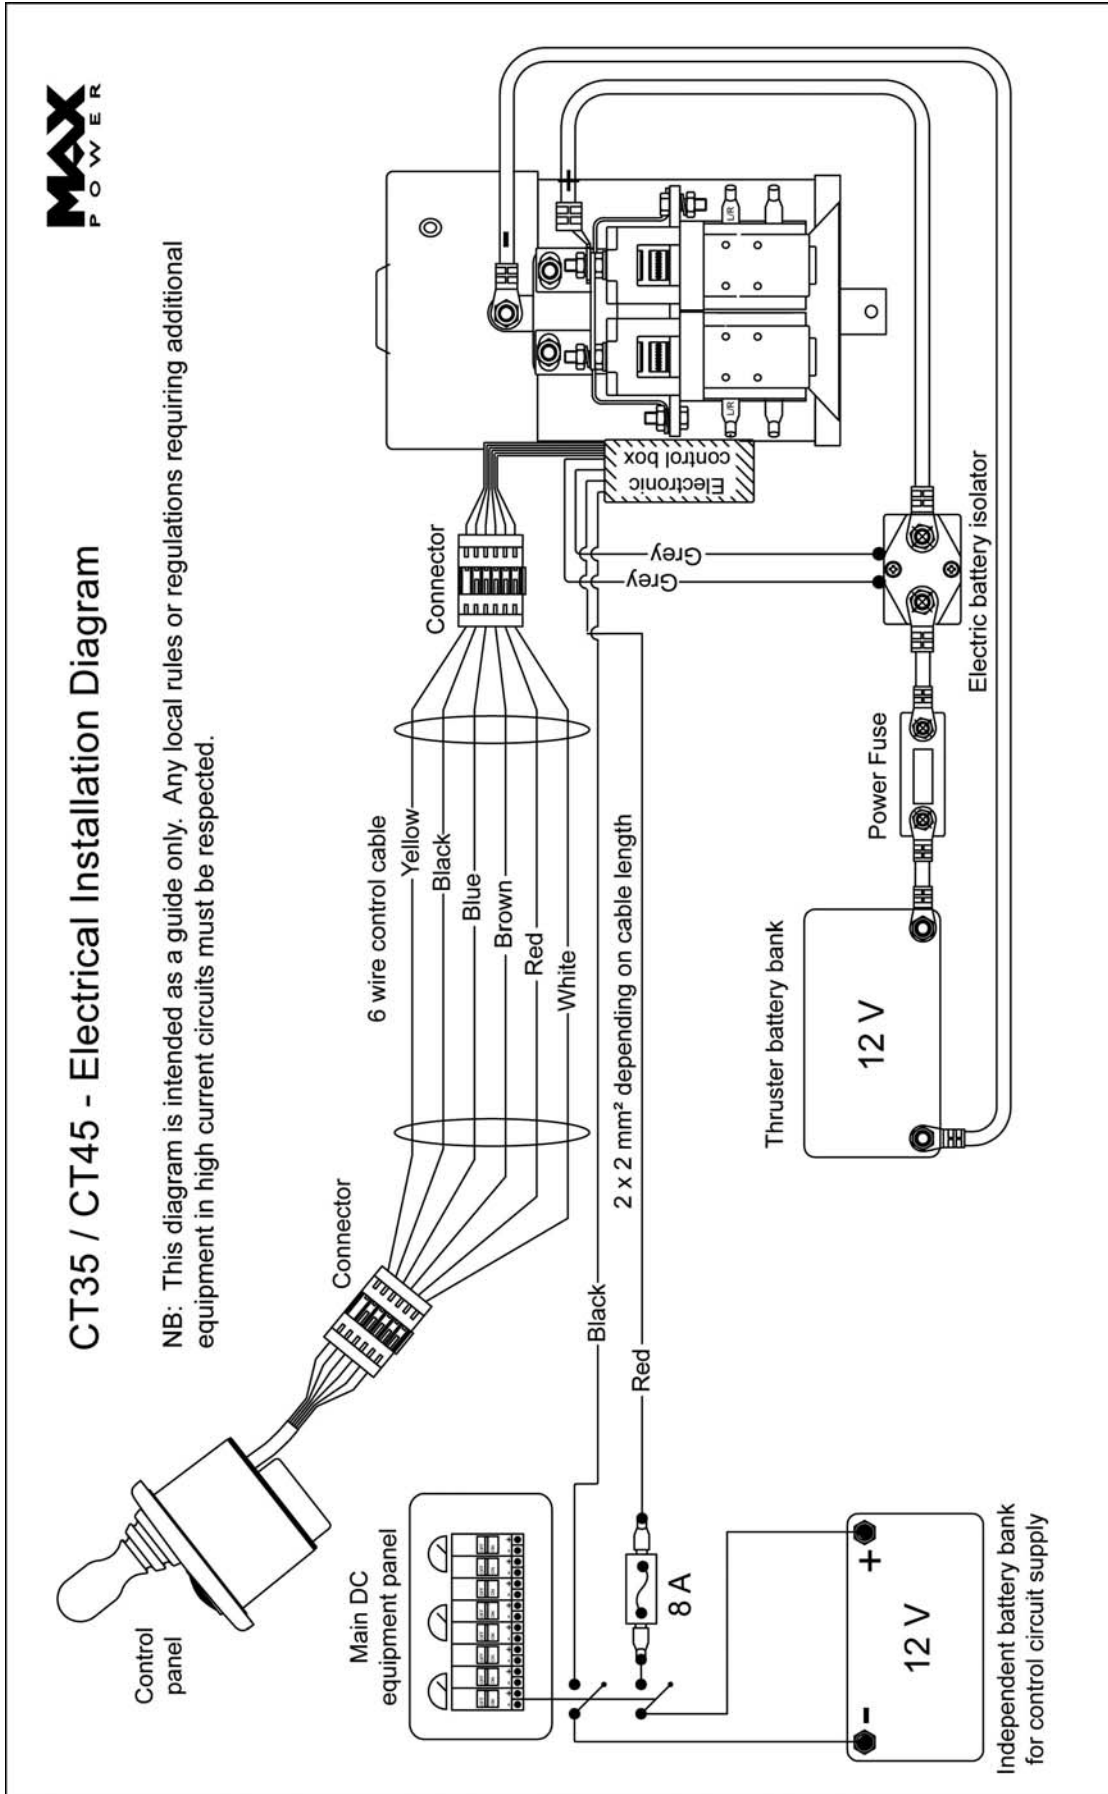 MAX
POWER
CT35 / CT45 - Electrical Installation Diagram
NB: This diagram is intended as a guide only. Any local rules or regulations requiring additional
equipment in high current circuits must be respected.
Control
panel
Connector
6 wire control cable
Yellow
Black
Blue
Brown
Red
White
Connector
-
+
L/R
L/R
Electronic
control box
Grey
Grey
Main DC
equipment panel
Black
Red
2 x 2 mm² depending on cable length
8 A
Electric battery isolator
Power Fuse
Thruster battery bank
12 V
- +
12 V
Independent battery bank
for control circuit supply